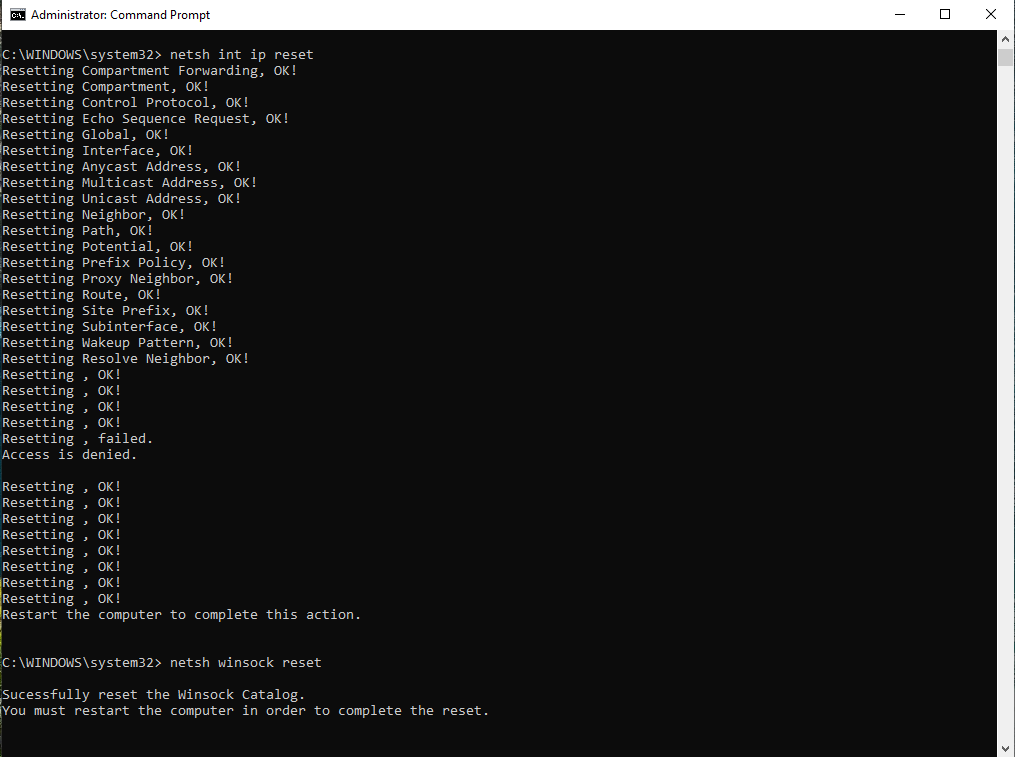 Administrator: Command Prompt
C:\WINDOWS\system32> netsh int ip reset
Resetting Compartment Forwarding, OK!
Resetting Compartment, OK!
Resetting Control Protocol, OK!
Resetting Echo Sequence Request, OK!
Resetting Global, OK!
Resetting Interface, OK!
Resetting Anycast Address, OK!
Resetting Multicast Address, OK!
Resetting Unicast Address, OK!
Resetting Neighbor, OK!
Resetting Path, OK!
Resetting Potential, OK!
Resetting Prefix Policy, OK!
Resetting Proxy Neighbor, OK!
Resetting Route, OK!
Resetting Site Prefix, OK!
Resetting Subinterface, OK!
Resetting Wakeup Pattern, OK!
Resetting Resolve Neighbor, OK!
Resetting , OK!
Resetting , OK!
Resetting , OK!
Resetting , OK!
Resetting , failed.
Access is denied.
Resetting , OK!
Resetting , OK!
Resetting , OK!
Resetting , OK!
Resetting , OK!
Resetting , OK!
Resetting , OK!
Resetting , OK!
Restart the computer to complete this action.
C:\WINDOWS\system32> netsh winsock reset
Sucessfully reset the Winsock Catalog.
You must restart the computer in order to complete the reset.